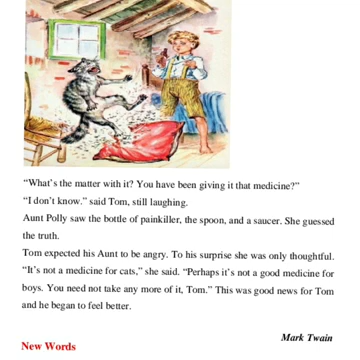 “What’s the matter with it? You have been giving it that medicine?”
“I don’t know.” said Tom, still laughing.
Aunt Polly saw the bottle of painkiller, the spoon, and a saucer. She guessed
the truth.
Tom expected his Aunt to be angry. To his surprise she was only thoughtful.
“It’s not a medicine for cats,” she said. “Perhaps it’s not a good medicine for
boys. You need not take any more of it, Tom.” This was good news for Tom
and he began to feel better.
Mark Twain
New Words